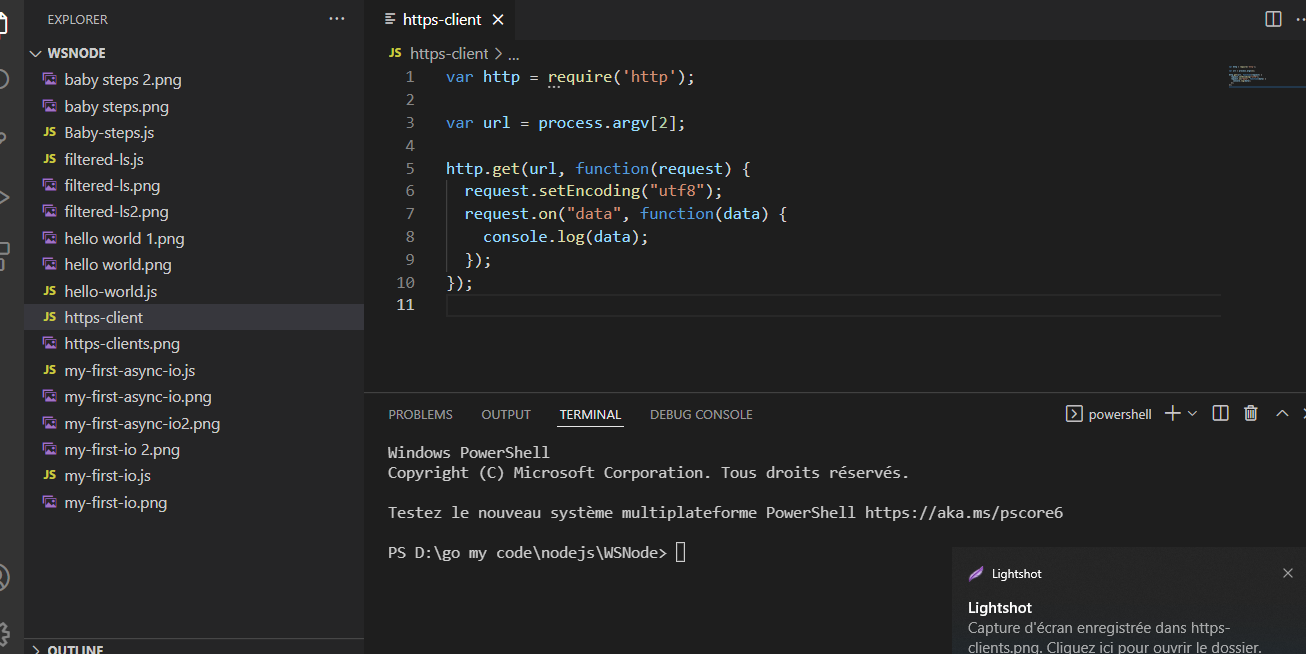 EXPLORER
WSNODE
baby steps 2.png
baby steps.png
JS Baby-steps.js
JS filtered-ls.js
filtered-ls.png
filtered-ls2.png
hello world 1.png
hello world.png
JS hello-world.js
JS https-client
https-clients.png
JS my-first-async-io.js
my-first-async-io.png
my-first-async-io2.png
my-first-io 2.png
JS my-first-io.js
my-first-io.png
OUTLINE
https-client
JS https-client > ...
1 var http = require('http');
2
3 var url = process.argv[2];
4
5 http.get(url, function(request) {
6 request.setEncoding("utf8");
7 request.on("data", function(data) {
8 console.log(data);
9 });
10 });
11
PROBLEMS OUTPUT TERMINAL DEBUG CONSOLE powershell
Windows PowerShell
Copyright (C) Microsoft Corporation. Tous droits réservés.
Testez le nouveau système multiplateforme PowerShell https://aka.ms/pscore6
PS D:\go my code\nodejs\WSNode>
Lightshot
Lightshot
Capture d'écran enregistrée dans https-
clients.png. Cliquez ici pour ouvrir le dossier.